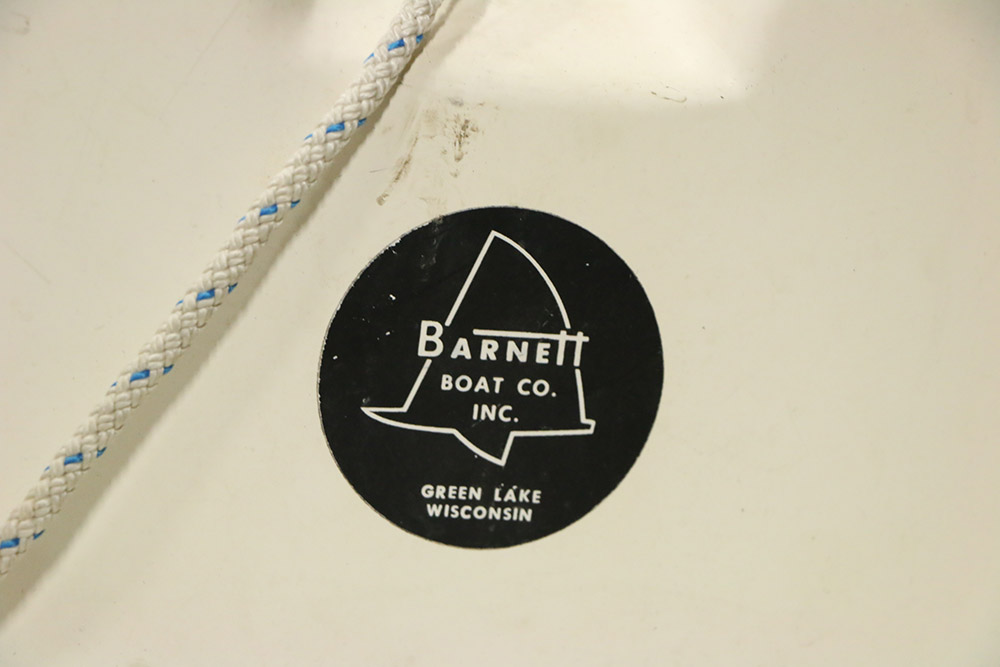 BARNETT
BOAT CO.
INC.
GREEN LAKE
WISCONSIN